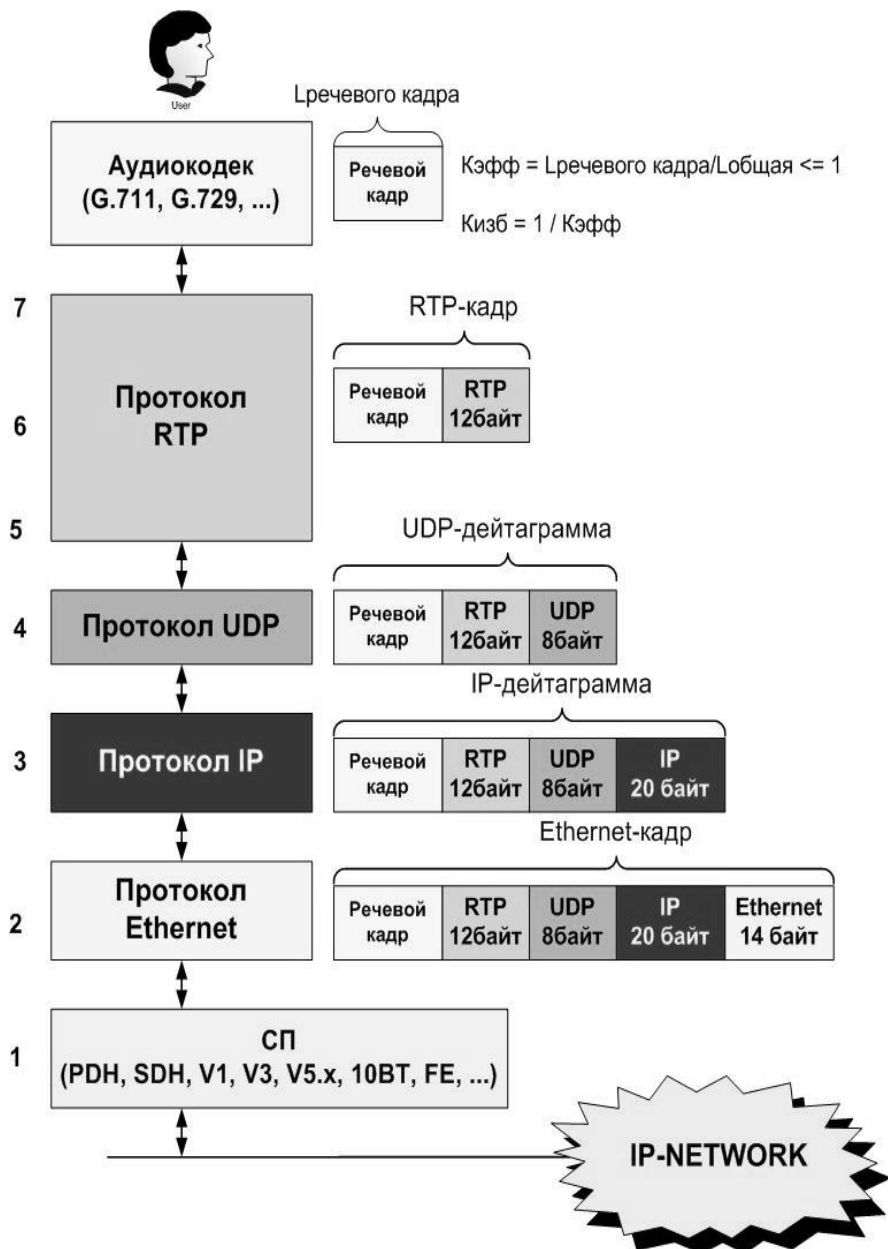 User
Lречевого кадра
Аудиокодек
(G.711, G.729, ...)
Речевой
кадр
Кэфф = Lречевого кадра/Lобщая <= 1
Кизб = 1 / Кэфф
7
RTP-кадр
Протокол
RTP
Речевой
кадр
RTP
12байт
6
5
UDP-дейтаграмма
4
Протокол UDP
Речевой
кадр
RTP
12байт
UDP
8байт
IP-дейтаграмма
3
Протокол IP
Речевой
кадр
RTP
12байт
UDP
8байт
IP
20 байт
Ethernet-кадр
2
Протокол
Ethernet
Речевой
кадр
RTP
12байт
UDP
8байт
IP
20 байт
Ethernet
14 байт
1
СП
(PDH, SDH, V1, V3, V5.x, 10BT, FE, ...)
IP-NETWORK